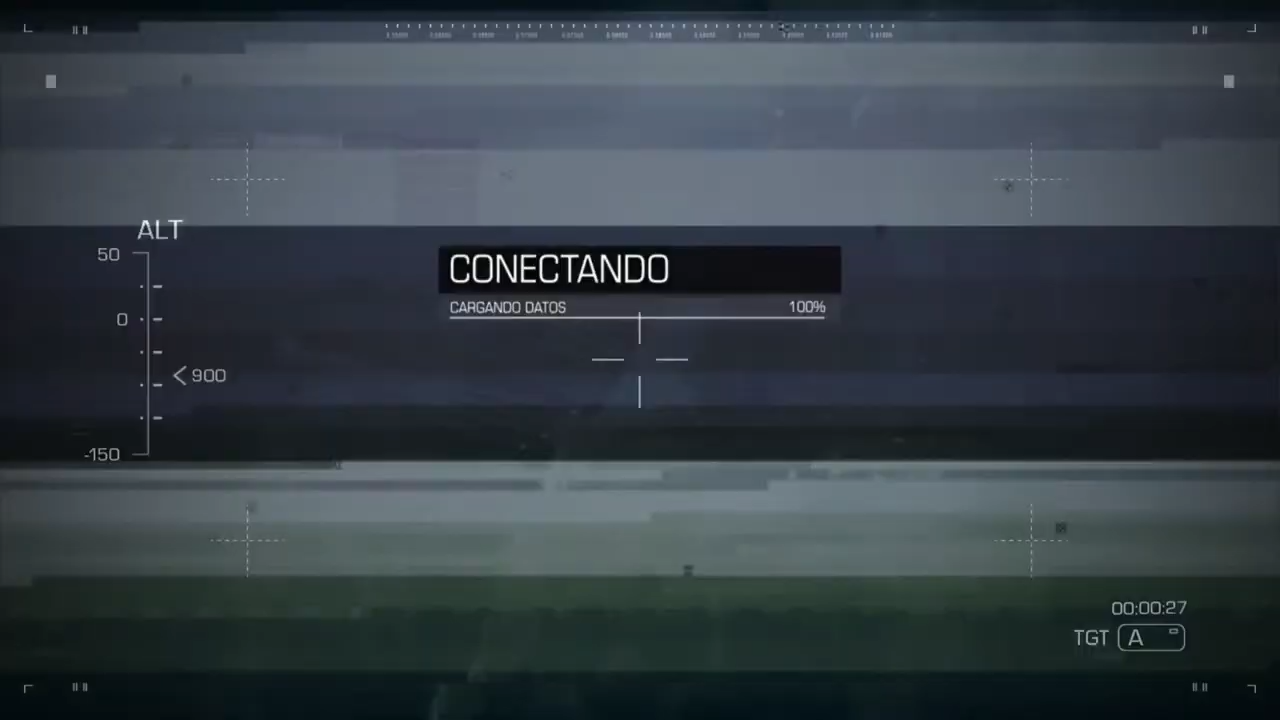 ALT
50
CONECTANDO
CARGANDO DATOS 100%
0
900
-150
00:00:27
TGT A